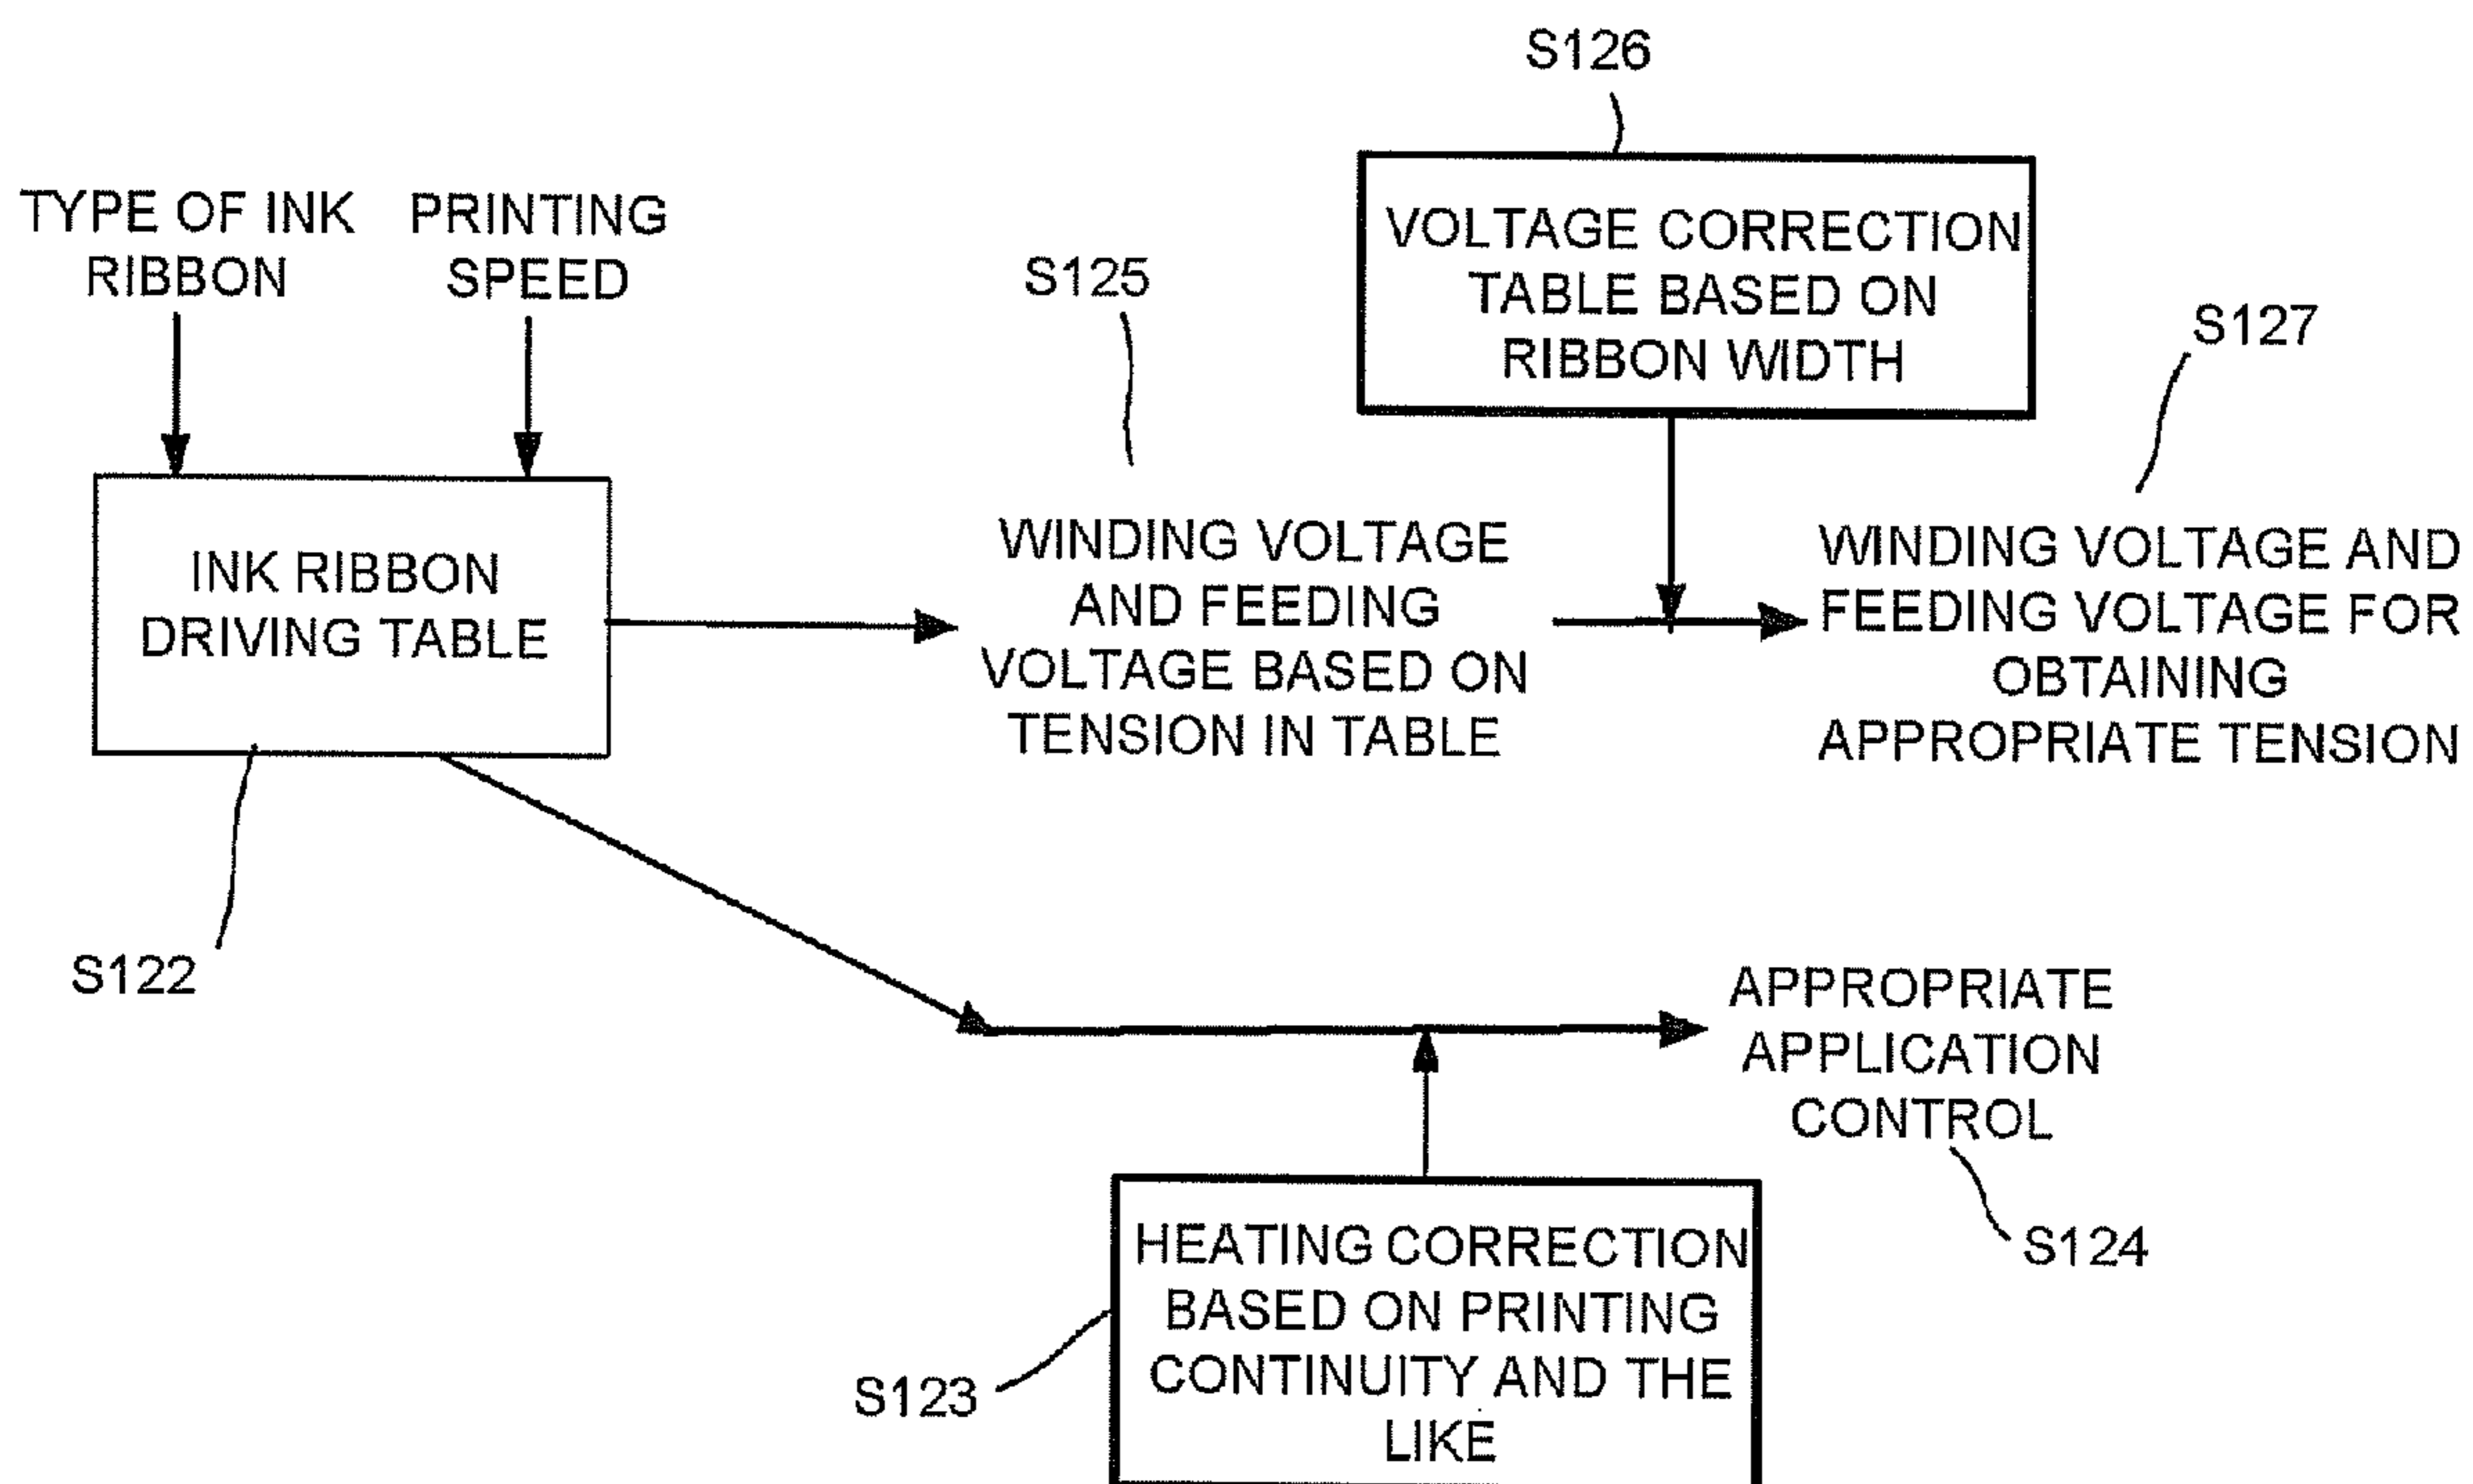 S126
TYPE OF INK
RIBBON
PRINTING
SPEED
S125
VOLTAGE CORRECTION
TABLE BASED ON
RIBBON WIDTH
S127
INK RIBBON
DRIVING TABLE
WINDING VOLTAGE
AND FEEDING
VOLTAGE BASED ON
TENSION IN TABLE
WINDING VOLTAGE AND
FEEDING VOLTAGE FOR
OBTAINING
APPROPRIATE TENSION
S122
APPROPRIATE
APPLICATION
CONTROL
S124
HEATING CORRECTION
BASED ON PRINTING
CONTINUITY AND THE
LIKE
S123